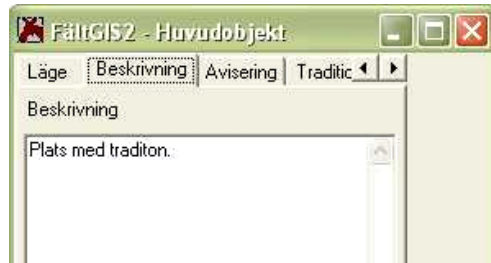 FältGIS2 - Huvudobjekt
Läge Beskrivning Avisering Traditic
Beskrivning
Plats med traditon.